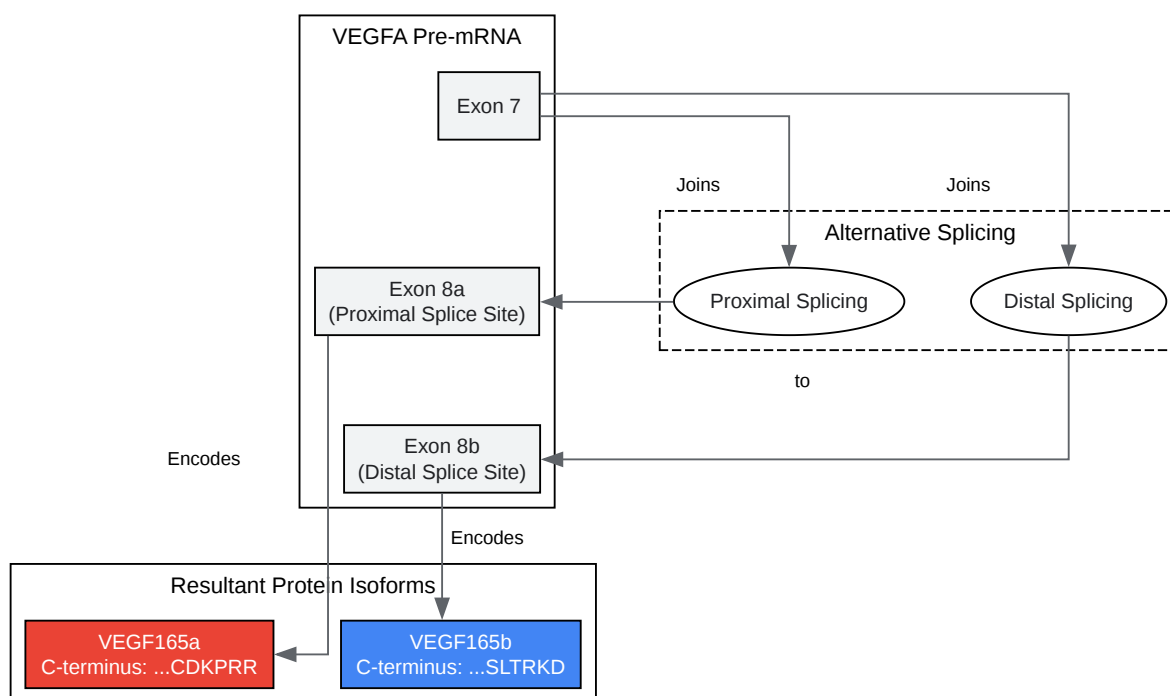 VEGFA Pre-mRNA
Exon 7
Joins
Joins
Alternative Splicing
Exon 8a
(Proximal Splice Site)
Proximal Splicing
Distal Splicing
to
Exon 8b
(Distal Splice Site)
Encodes
Encodes
Resultant Protein Isoforms
VEGF165a
C-terminus: ...CDKPRR
VEGF165b
C-terminus: ...SLTRKD